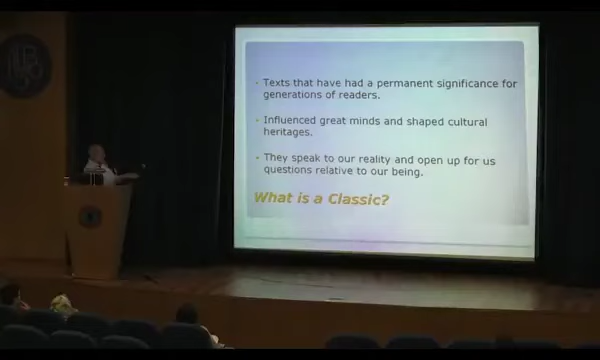 Texts that have had a permanent significance for
generations of readers.
Influenced great minds and shaped cultural
heritages.
They speak to our reality and open up for us
questions relative to our being.
What is a Classic?